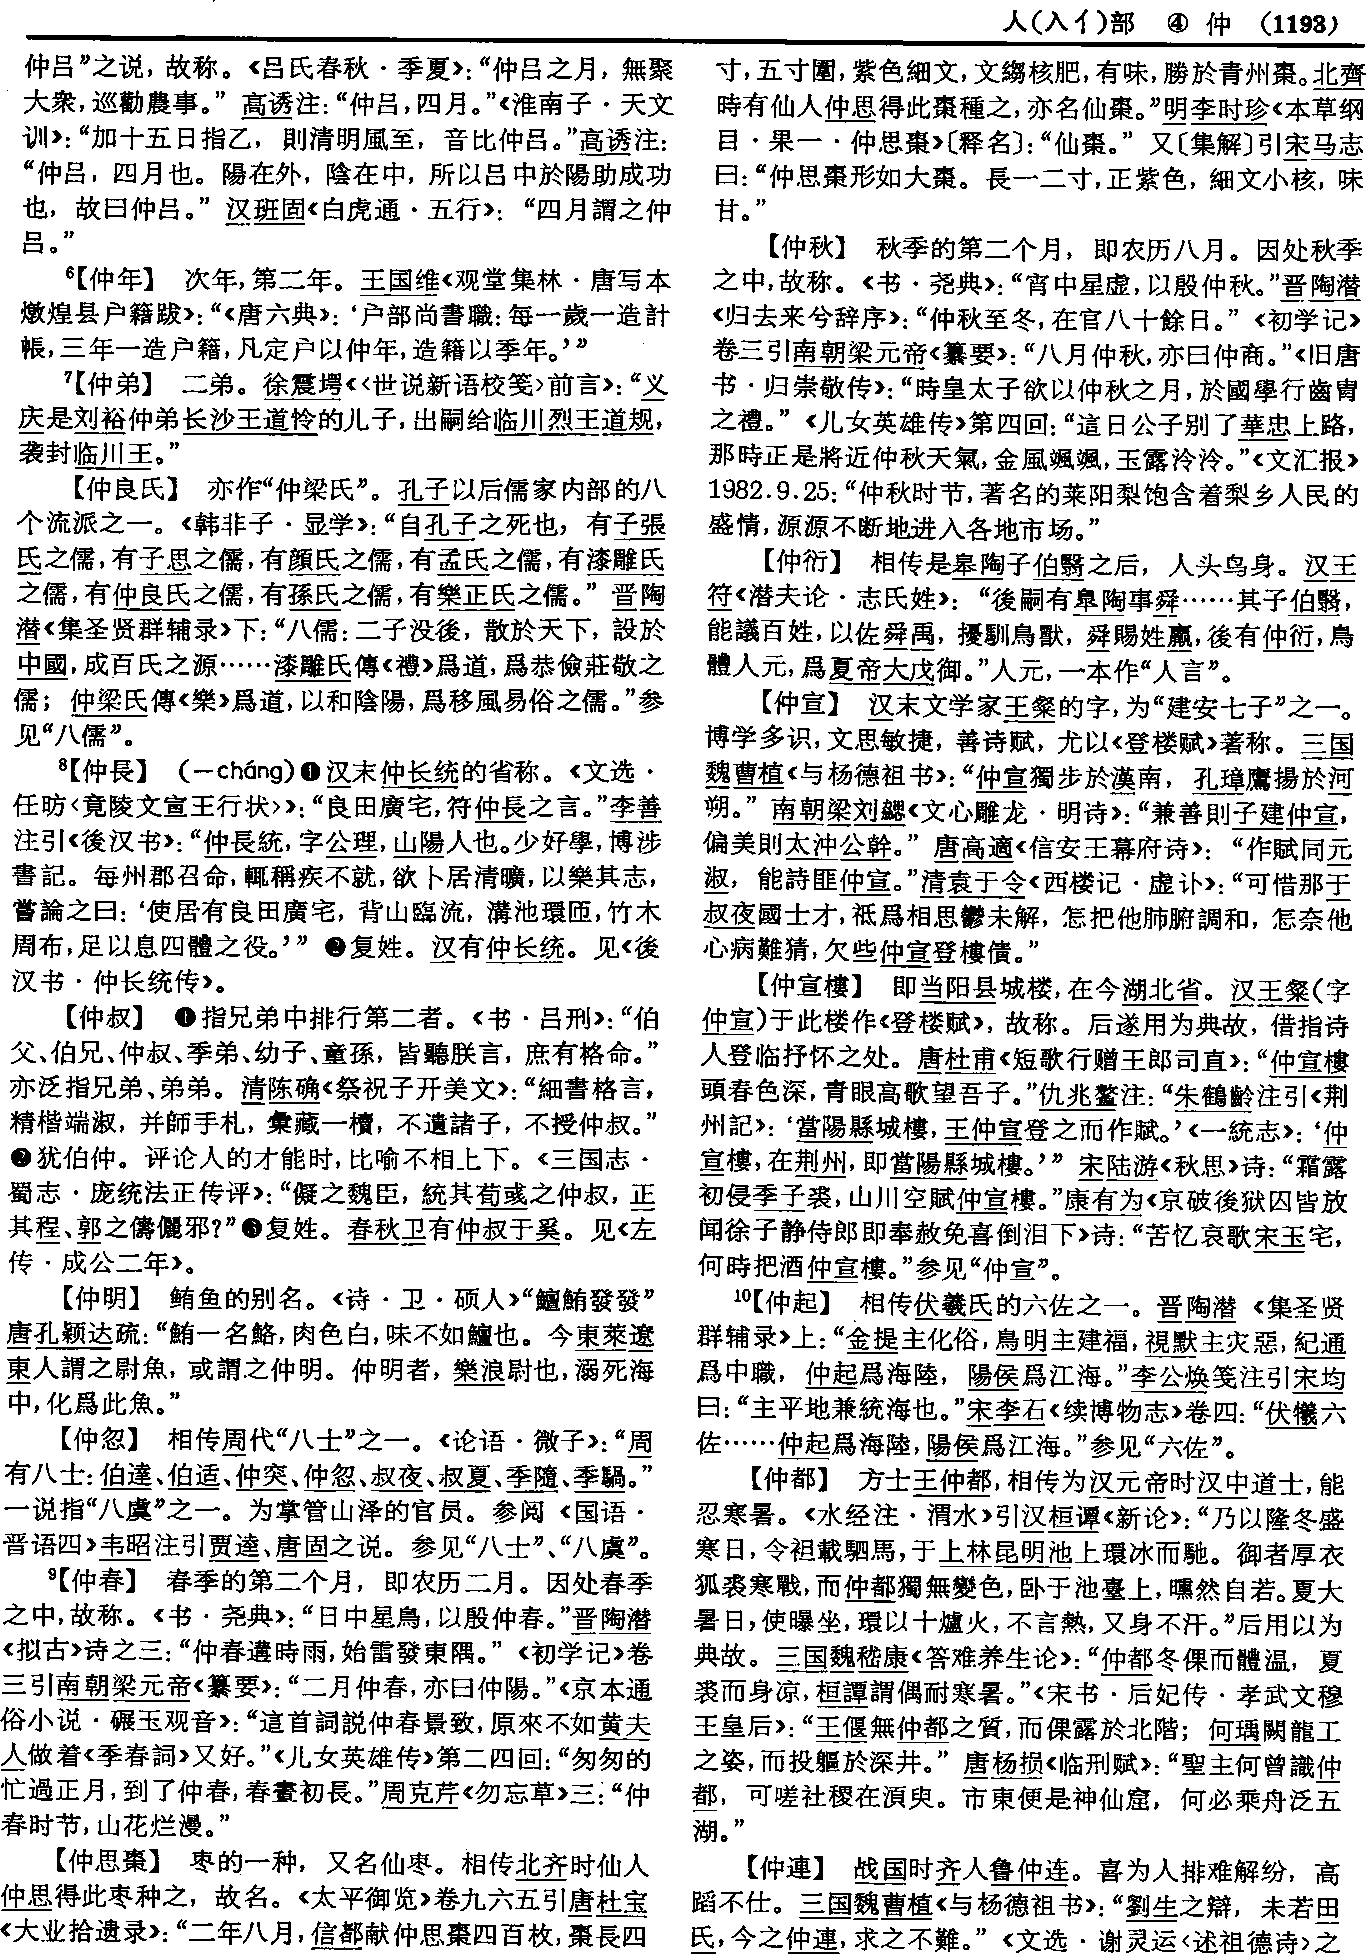 人(入亻)部　④　仲　(1193)
仲吕”之说，故称。《吕氏春秋·季夏》：“仲吕之月，無聚
大衆，巡勸農事。”高诱注：“仲吕，四月。”《淮南子·天文
训》：“加十五日指乙，則清明風至，音比仲吕。”高诱注：
“仲吕，四月也。陽在外，陰在中，所以吕中於陽助成功
也，故曰仲吕。”汉班固《白虎通·五行》：“四月謂之仲
吕。”
⁶【仲年】　次年，第二年。王国维《观堂集林·唐写本
燉煌县户籍跋》：“《唐六典》：‘户部尚書職：每一歲一造計
帳，三年一造户籍，凡定户以仲年，造籍以季年。’”
⁷【仲弟】　二弟。徐震堮《〈世说新语校笺〉前言》：“义
庆是刘裕仲弟长沙王道怜的儿子，出嗣给临川烈王道规，
袭封临川王。”
【仲良氏】　亦作“仲梁氏”。孔子以后儒家内部的八
个流派之一。《韩非子·显学》：“自孔子之死也，有子張
氏之儒，有子思之儒，有顔氏之儒，有孟氏之儒，有漆雕氏
之儒，有仲良氏之儒，有孫氏之儒，有樂正氏之儒。”晋陶
潜《集圣贤群辅录》下：“八儒：二子没後，散於天下，設於
中國，成百氏之源……漆雕氏傳《禮》爲道，爲恭儉莊敬之
儒；仲梁氏傳《樂》爲道，以和陰陽，爲移風易俗之儒。”参
见“八儒”。
⁸【仲長】　(－cháng)❶汉末仲长统的省称。《文选·
任昉〈竟陵文宣王行状〉》：“良田廣宅，符仲長之言。”李善
注引《後汉书》：“仲長統，字公理，山陽人也。少好學，博涉
書記。每州郡召命，輒稱疾不就，欲卜居清曠，以樂其志，
嘗論之曰：‘使居有良田廣宅，背山臨流，溝池環匝，竹木
周布，足以息四體之役。’”❷复姓。汉有仲长统。见《後
汉书·仲长统传》。
【仲叔】　❶指兄弟中排行第二者。《书·吕刑》：“伯
父、伯兄、仲叔、季弟、幼子、童孫，皆聽朕言，庶有格命。”
亦泛指兄弟、弟弟。清陈确《祭祝子开美文》：“細書格言，
精楷端淑，并師手札，彙藏一櫝，不遺諸子，不授仲叔。”
❷犹伯仲。评论人的才能时，比喻不相上下。《三国志·
蜀志·庞统法正传评》：“儗之魏臣，統其荀彧之仲叔，正
其程、郭之儔儷邪？”❸复姓。春秋卫有仲叔于奚。见《左
传·成公二年》。
【仲明】　鲔鱼的别名。《诗·卫·硕人》“鱣鮪發發”
唐孔颖达疏：“鮪一名鮥，肉色白，味不如鱣也。今東萊遼
東人謂之尉魚，或謂之仲明。仲明者，樂浪尉也，溺死海
中，化爲此魚。”
【仲忽】　相传周代“八士”之一。《论语·微子》：“周
有八士：伯達、伯适、仲突、仲忽、叔夜、叔夏、季隨、季騧。”
一说指“八虞”之一。为掌管山泽的官员。参阅《国语·
晋语四》韦昭注引贾逵、唐固之说。参见“八士”、“八虞”。
⁹【仲春】　春季的第二个月，即农历二月。因处春季
之中，故称。《书·尧典》：“日中星鳥，以殷仲春。”晋陶潜
《拟古》诗之三：“仲春遘時雨，始雷發東隅。”《初学记》卷
三引南朝梁元帝《纂要》：“二月仲春，亦曰仲陽。”《京本通
俗小说·碾玉观音》：“這首詞説仲春景致，原來不如黄夫
人做着《季春詞》又好。”《儿女英雄传》第二四回：“匆匆的
忙過正月，到了仲春，春晝初長。”周克芹《勿忘草》三：“仲
春时节，山花烂漫。”
【仲思棗】　枣的一种，又名仙枣。相传北齐时仙人
仲思得此枣种之，故名。《太平御览》卷九六五引唐杜宝
《大业拾遗录》：“二年八月，信都献仲思棗四百枚，棗長四
寸，五寸圍，紫色細文，文縐核肥，有味，勝於青州棗。北齊
時有仙人仲思得此棗種之，亦名仙棗。”明李时珍《本草纲
目·果一·仲思棗》〔释名〕：“仙棗。”又〔集解〕引宋马志
曰：“仲思棗形如大棗。長一二寸，正紫色，細文小核，味
甘。”
【仲秋】　秋季的第二个月，即农历八月。因处秋季
之中，故称。《书·尧典》：“宵中星虚，以殷仲秋。”晋陶潜
《归去来兮辞序》：“仲秋至冬，在官八十餘日。”《初学记》
卷三引南朝梁元帝《纂要》：“八月仲秋，亦曰仲商。”《旧唐
书·归崇敬传》：“時皇太子欲以仲秋之月，於國學行齒胄
之禮。”《儿女英雄传》第四回：“這日公子别了華忠上路，
那時正是將近仲秋天氣，金風颯颯，玉露泠泠。”《文汇报》
1982.9.25：“仲秋时节，著名的莱阳梨饱含着梨乡人民的
盛情，源源不断地进入各地市场。”
【仲衍】　相传是皋陶子伯翳之后，人头鸟身。汉王
符《潜夫论·志氏姓》：“後嗣有皋陶事舜……其子伯翳，
能議百姓，以佐舜禹，擾馴鳥獸，舜賜姓嬴，後有仲衍，鳥
體人元，爲夏帝大戊御。”人元，一本作“人言”。
【仲宣】　汉末文学家王粲的字，为“建安七子”之一。
博学多识，文思敏捷，善诗赋，尤以《登楼赋》著称。三国
魏曹植《与杨德祖书》：“仲宣獨步於漢南，孔璋鷹揚於河
朔。”南朝梁刘勰《文心雕龙·明诗》：“兼善則子建仲宣，
偏美則太沖公幹。”唐高適《信安王幕府诗》：“作賦同元
淑，能詩匪仲宣。”清袁于令《西楼记·虚讣》：“可惜那于
叔夜國士才，祗爲相思鬱未解，怎把他肺腑調和，怎奈他
心病難猜，欠些仲宣登樓債。”
【仲宣樓】　即当阳县城楼，在今湖北省。汉王粲(字
仲宣)于此楼作《登楼赋》，故称。后遂用为典故，借指诗
人登临抒怀之处。唐杜甫《短歌行赠王郎司直》：“仲宣樓
頭春色深，青眼高歌望吾子。”仇兆鳌注：“朱鶴齡注引《荆
州記》：‘當陽縣城樓，王仲宣登之而作賦。’《一統志》：‘仲
宣樓，在荆州，即當陽縣城樓。’”宋陆游《秋思》诗：“霜露
初侵季子裘，山川空賦仲宣樓。”康有为《京破後狱囚皆放
闻徐子静侍郎即奉赦免喜倒泪下》诗：“苦忆哀歌宋玉宅，
何時把酒仲宣樓。”参见“仲宣”。
¹⁰【仲起】　相传伏羲氏的六佐之一。晋陶潜《集圣贤
群辅录》上：“金提主化俗，鳥明主建福，視默主灾惡，紀通
爲中職，仲起爲海陸，陽侯爲江海。”李公焕笺注引宋均
曰：“主平地兼統海也。”宋李石《续博物志》卷四：“伏犧六
佐……仲起爲海陸，陽侯爲江海。”参见“六佐”。
【仲都】　方士王仲都，相传为汉元帝时汉中道士，能
忍寒暑。《水经注·渭水》引汉桓谭《新论》：“乃以隆冬盛
寒日，令袒載駟馬，于上林昆明池上環冰而馳。御者厚衣
狐裘寒戰，而仲都獨無變色，卧于池臺上，曛然自若。夏大
暑日，使曝坐，環以十爐火，不言熱，又身不汗。”后用以为
典故。三国魏嵇康《答难养生论》：“仲都冬倮而體温，夏
裘而身凉，桓譚謂偶耐寒暑。”《宋书·后妃传·孝武文穆
王皇后》：“王偃無仲都之質，而倮露於北階；何瑀闕龍工
之姿，而投軀於深井。”唐杨损《临刑赋》：“聖主何曾識仲
都，可嗟社稷在湏臾。市東便是神仙窟，何必乘舟泛五
湖。”
【仲連】　战国时齐人鲁仲连。喜为人排难解纷，高
蹈不仕。三国魏曹植《与杨德祖书》：“劉生之辯，未若田
氏，今之仲連，求之不難。”《文选·谢灵运〈述祖德诗〉之